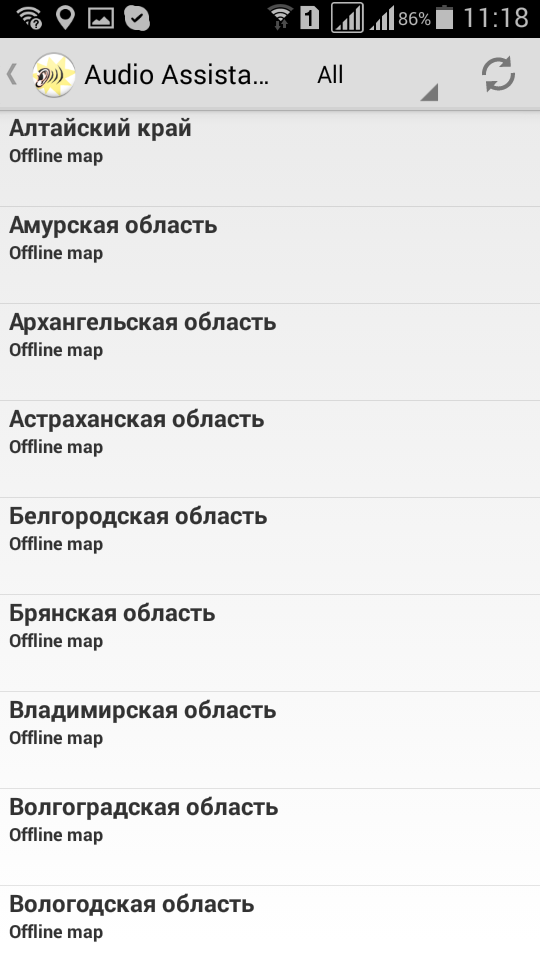 1 86% 11:18
Audio Assista... All
Алтайский край
Offline map
Амурская область
Offline map
Архангельская область
Offline map
Астраханская область
Offline map
Белгородская область
Offline map
Брянская область
Offline map
Владимирская область
Offline map
Волгоградская область
Offline map
Вологодская область
Offline map